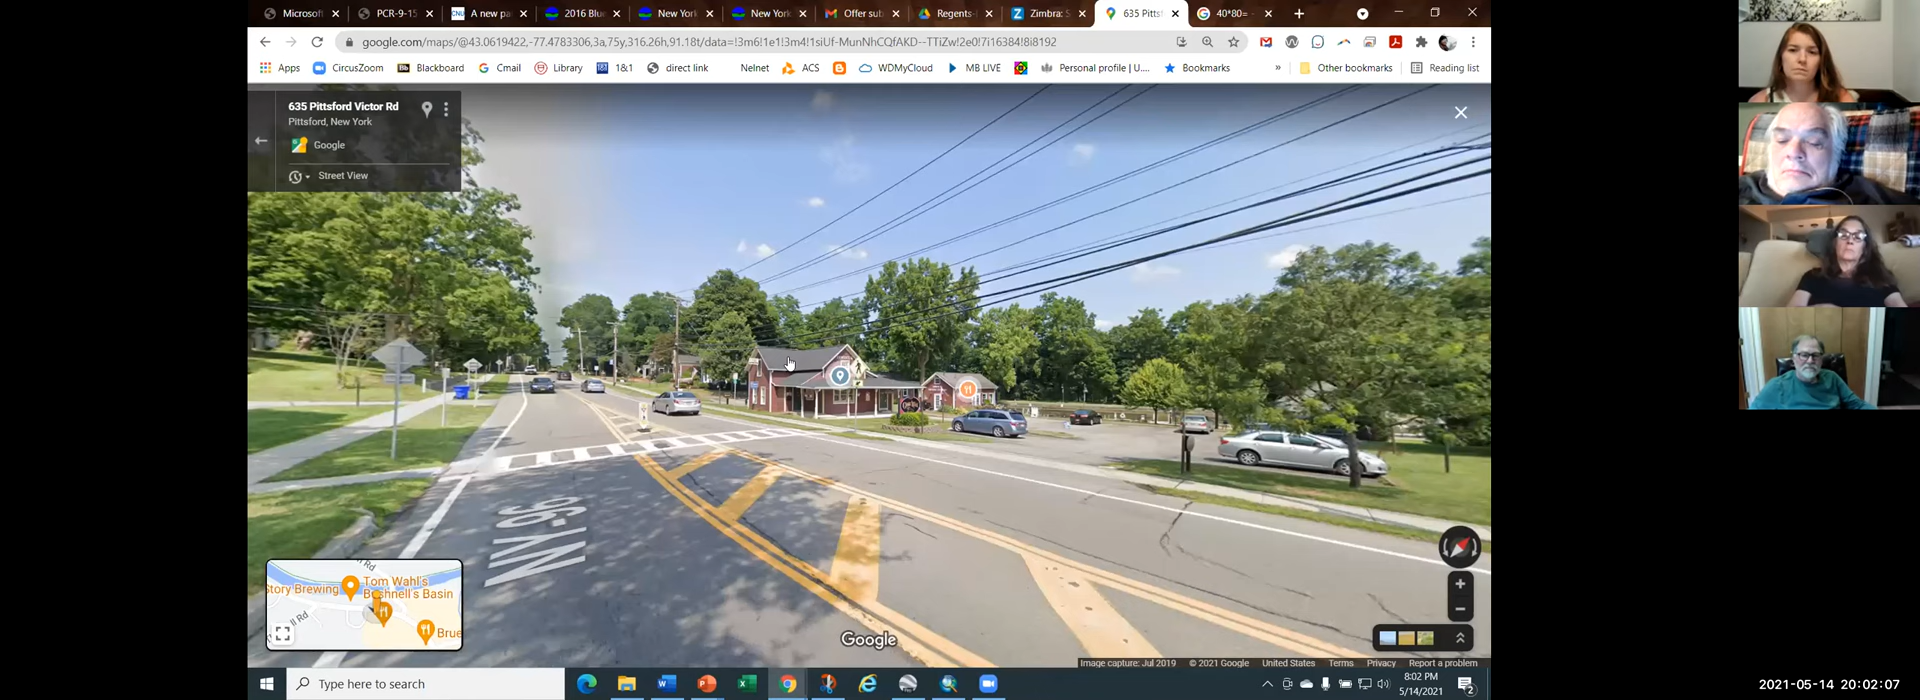 Microsoft
PCR-9-15
A new pa
2016 Blu
New York
New York
Offer sub
Regents-
Zimbra: S
635 Pittsf
40*80= -
google.com/maps/@43.0619422,-77.4783306,3a,75y,316.26h,91.18t/data=!3m6!1e1!3m4!1siUf-MunNhCQfAKD--TTiZw!2e0!7i16384!8i8192
Apps
CircusZoom
Blackboard
Cmail
Library
1&1
direct link
Nelnet
ACS
WDMyCloud
MB LIVE
Personal profile | U....
Bookmarks
»
Other bookmarks
Reading list
635 Pittsford Victor Rd
Pittsford, New York
Google
Street View
NY-96
Tom Wahl's
Bushnell's Basin
Story Brewing
Rd
Brue
Google
Image capture: Jul 2019
© 2021 Google
United States
Terms
Privacy
Report a problem
Type here to search
8:02 PM
5/14/2021
2
2021-05-14 20:02:07